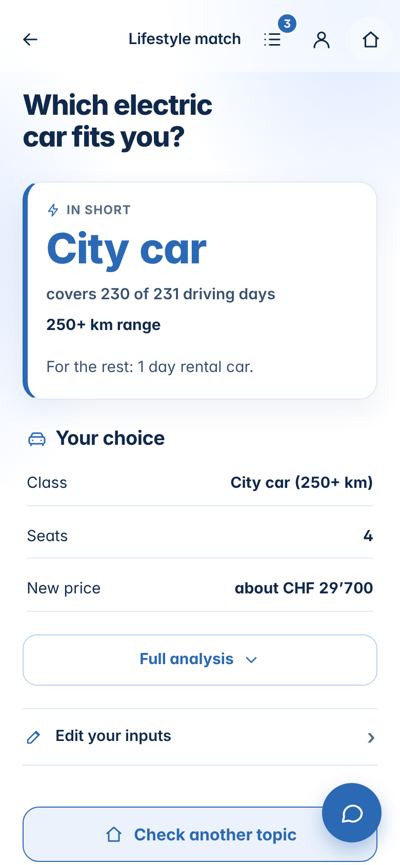 Lifestyle match
3
Which electric
car fits you?
IN SHORT
City car
covers 230 of 231 driving days
250+ km range
For the rest: 1 day rental car.
Your choice
Class City car (250+ km)
Seats 4
New price about CHF 29’700
Full analysis
Edit your inputs
Check another topic